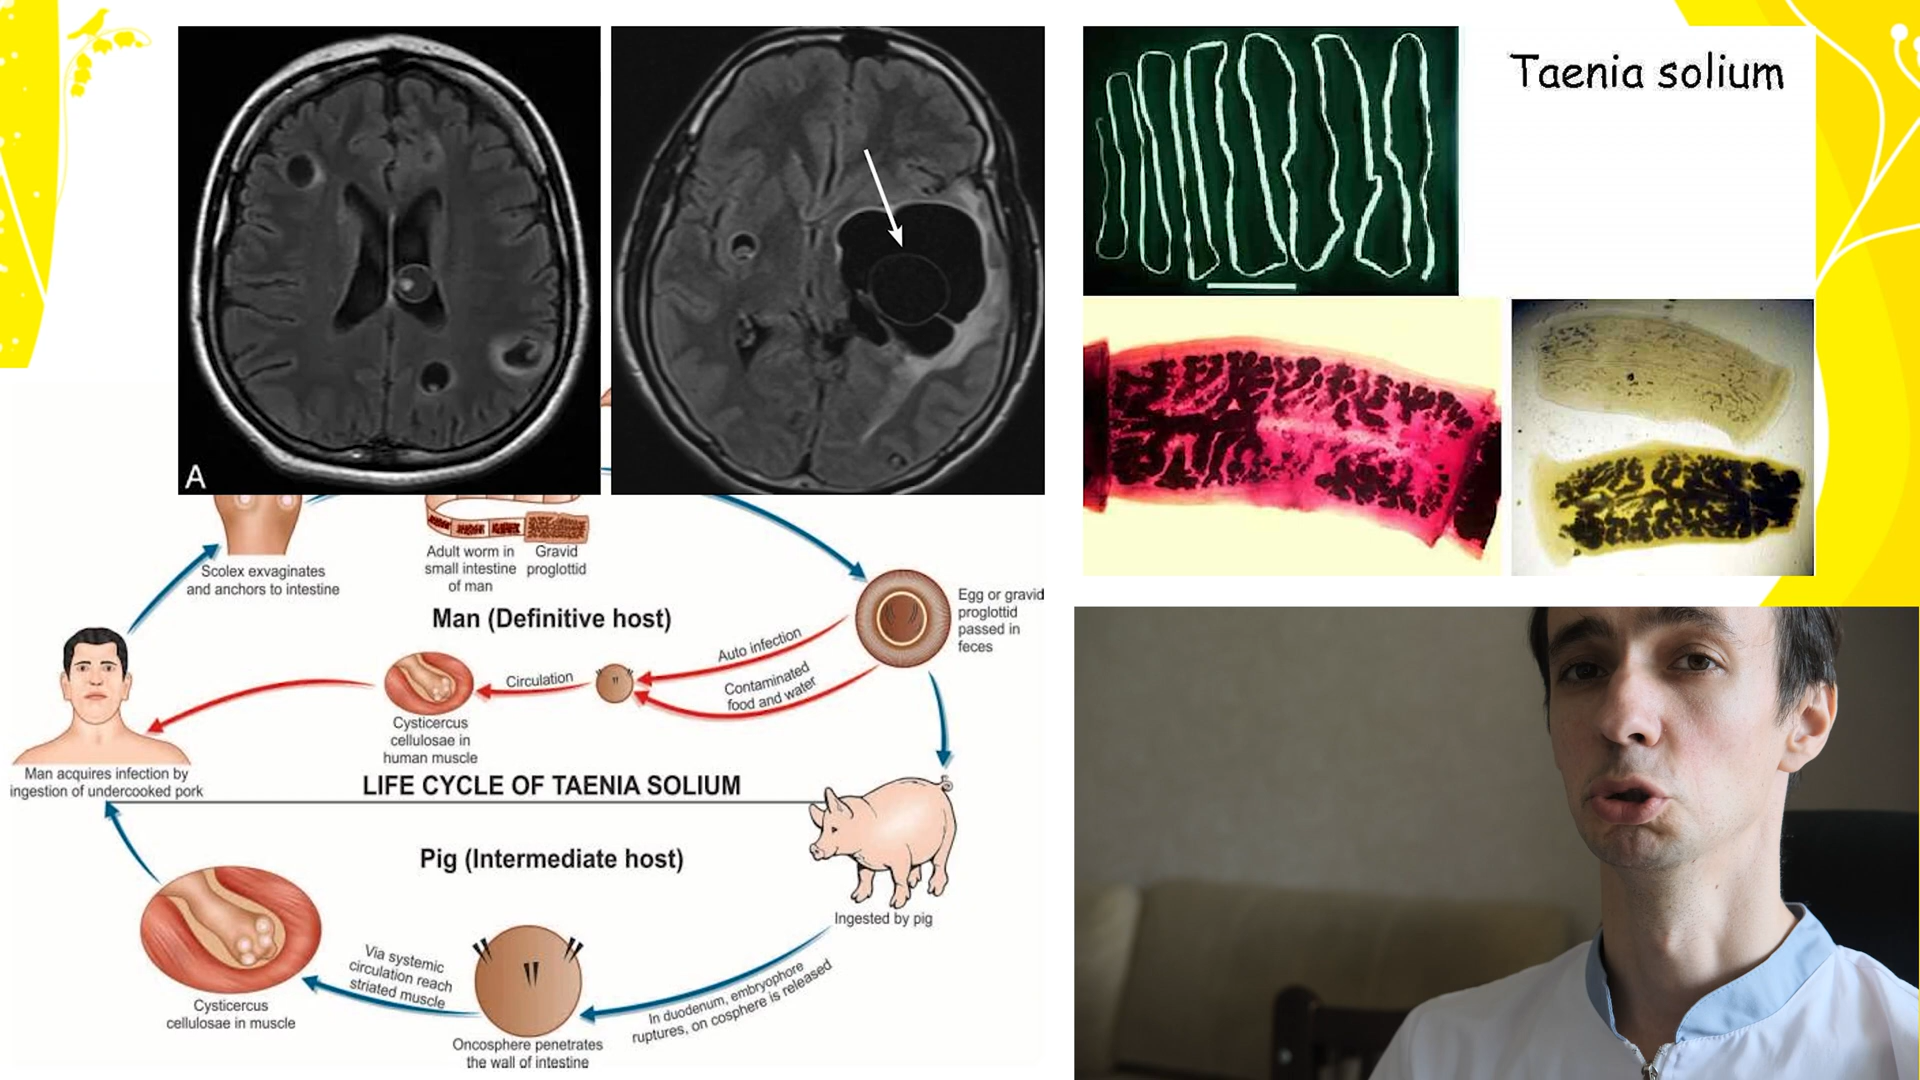 A
Taenia solium
Scolex exvaginates
and anchors to intestine
Adult worm in
small intestine
of man
Gravid
proglottid
Egg or gravid
proglottid
passed in
feces
Man (Definitive host)
Auto infection
Contaminated
food and water
Circulation
Cysticercus
cellulosae in
human muscle
Man acquires infection by
ingestion of undercooked pork
LIFE CYCLE OF TAENIA SOLIUM
Pig (Intermediate host)
Ingested by pig
In duodenum, embryophore
ruptures, on cosphere is released
Oncosphere penetrates
the wall of intestine
Via systemic
circulation reach
striated muscle
Cysticercus
cellulosae in muscle